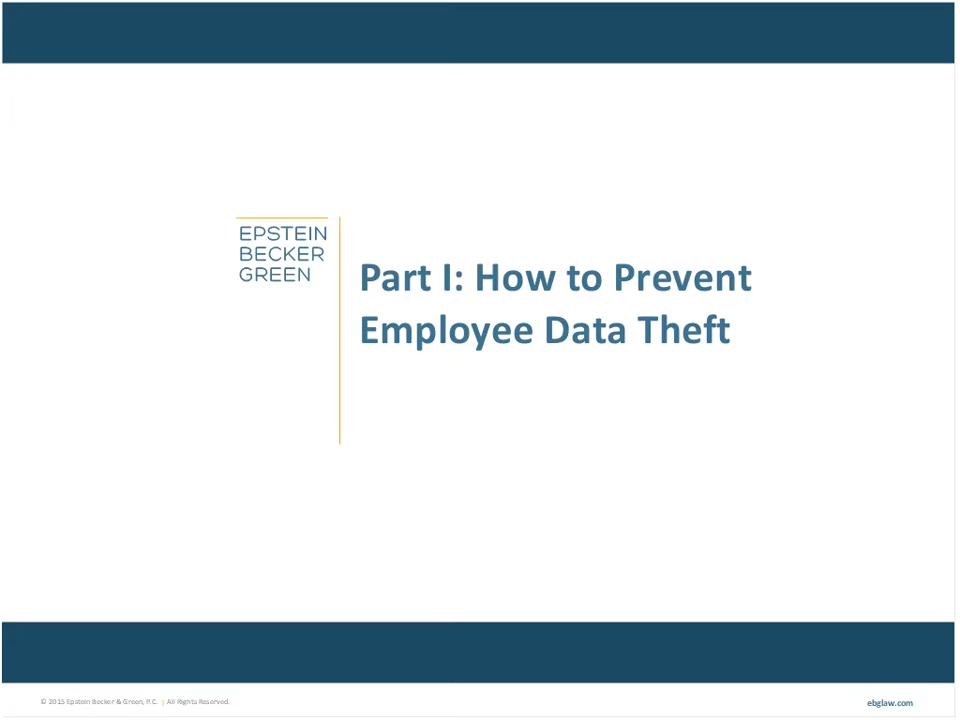 EPSTEIN
BECKER
GREEN
Part I: How to Prevent
Employee Data Theft
© 2015 Epstein Becker & Green, P.C. | All Rights Reserved.
ebglaw.com